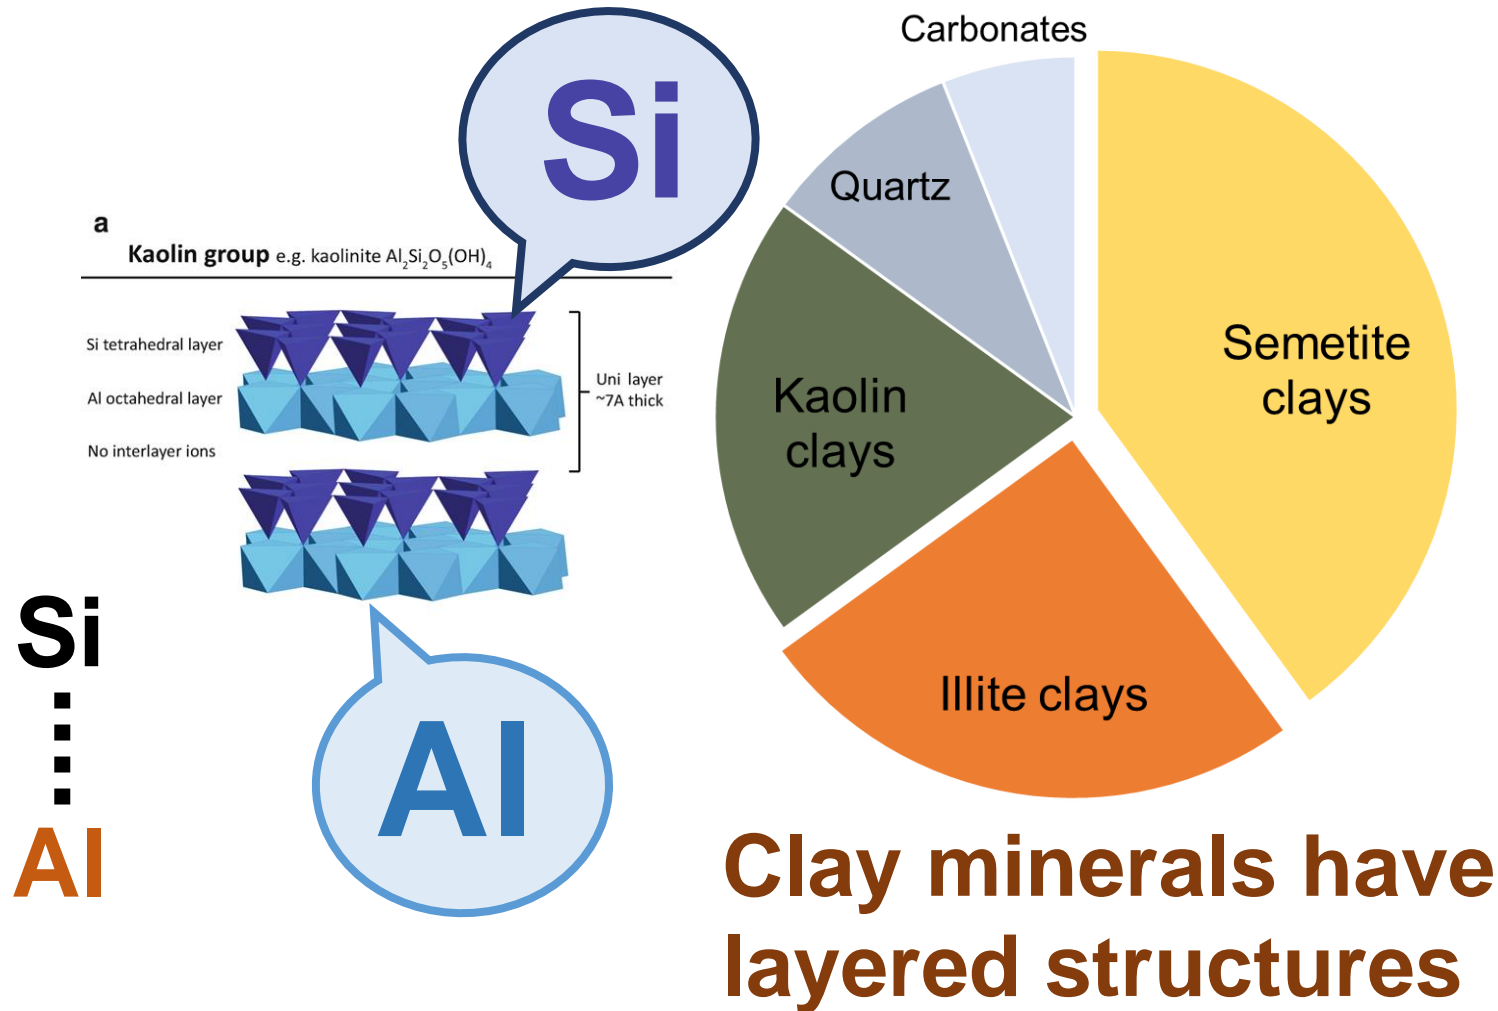 Si
a
Kaolin group e.g. kaolinite Al₂Si₂O₅(OH)₄
Si tetrahedral layer
Al octahedral layer
No interlayer ions
Uni layer
~7A thick
Si
Al
Al
Carbonates
Quartz
Kaolin
clays
Semetite
clays
Illite clays
Clay minerals have
layered structures